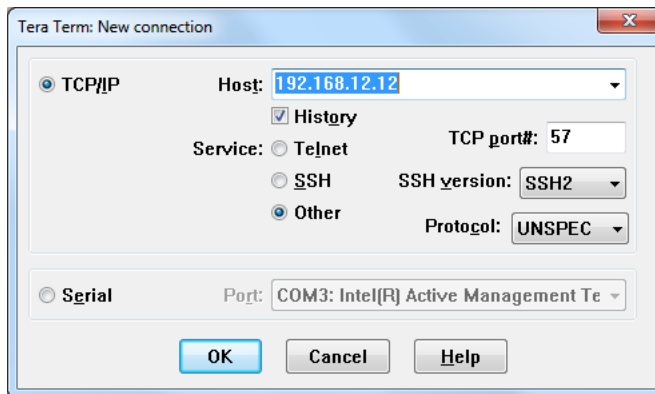 Tera Term: New connection
TCP/IP Host: 192.168.12.12
History
Service: Telnet TCP port#: 57
SSH SSH version: SSH2
Other Protocol: UNSPEC
Serial Port: COM3: Intel(R) Active Management Te
OK Cancel Help